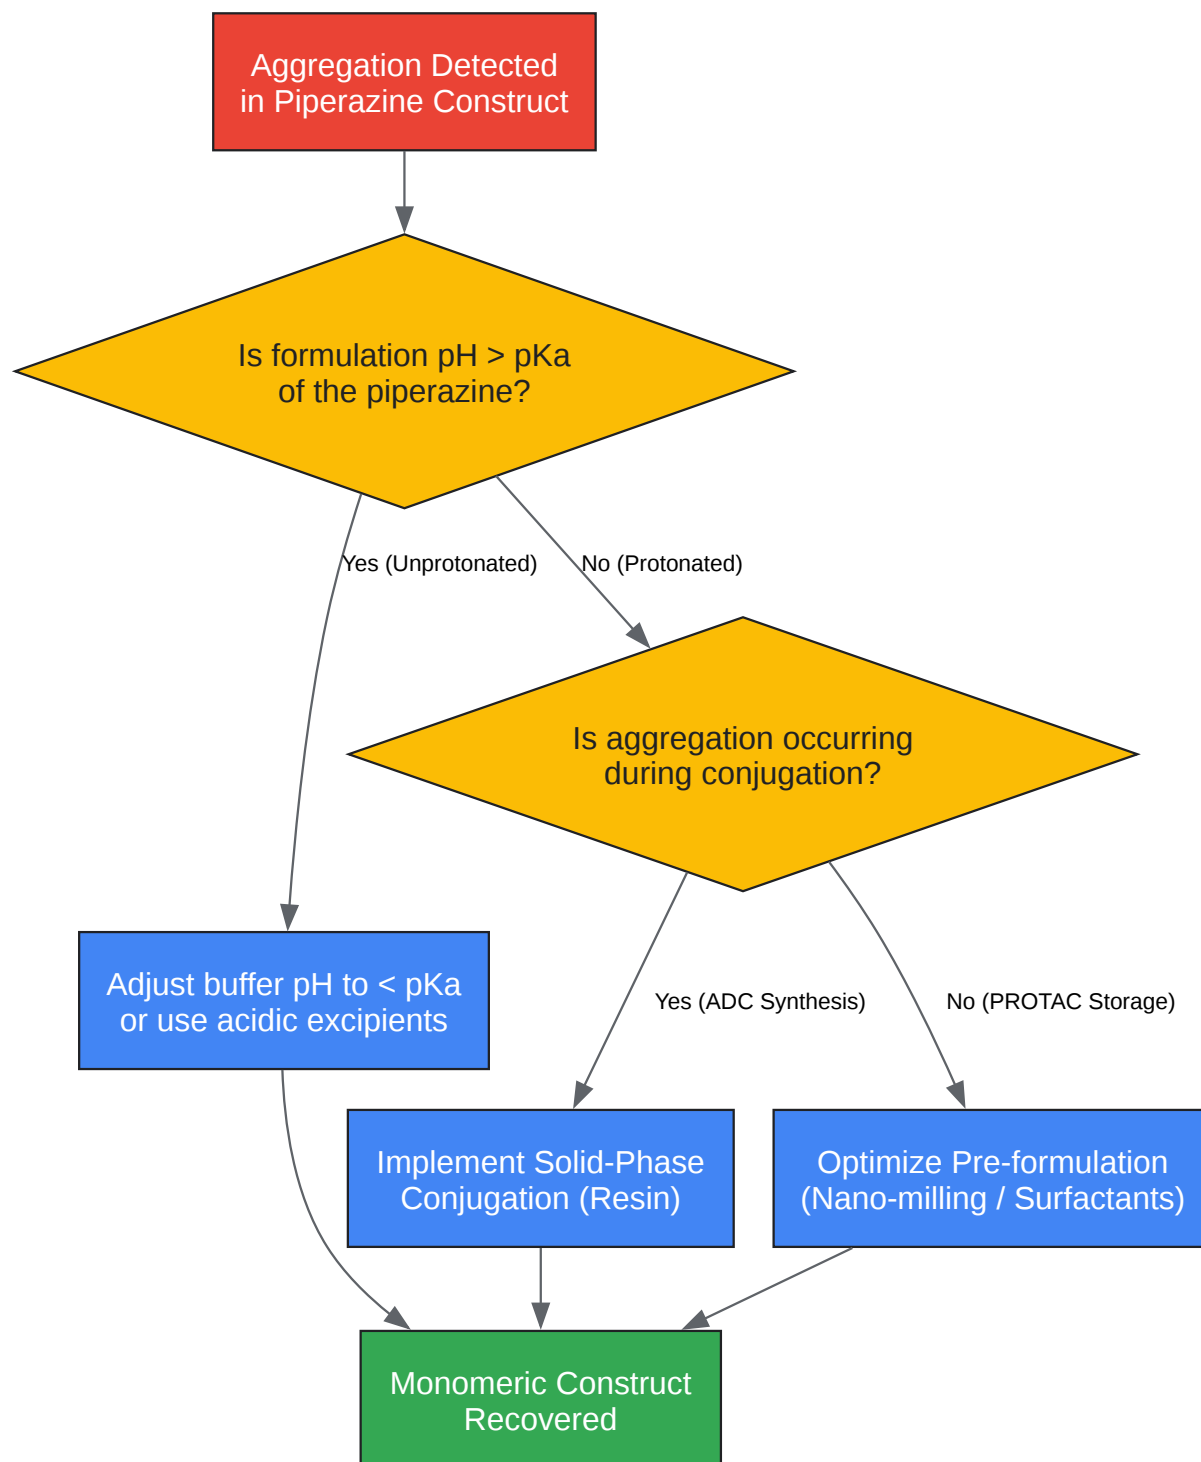 Aggregation Detected
in Piperazine Construct
Is formulation pH > pKa
of the piperazine?
Yes (Unprotonated)
No (Protonated)
Is aggregation occurring
during conjugation?
Adjust buffer pH to < pKa
or use acidic excipients
Yes (ADC Synthesis)
No (PROTAC Storage)
Implement Solid-Phase
Conjugation (Resin)
Optimize Pre-formulation
(Nano-milling / Surfactants)
Monomeric Construct
Recovered